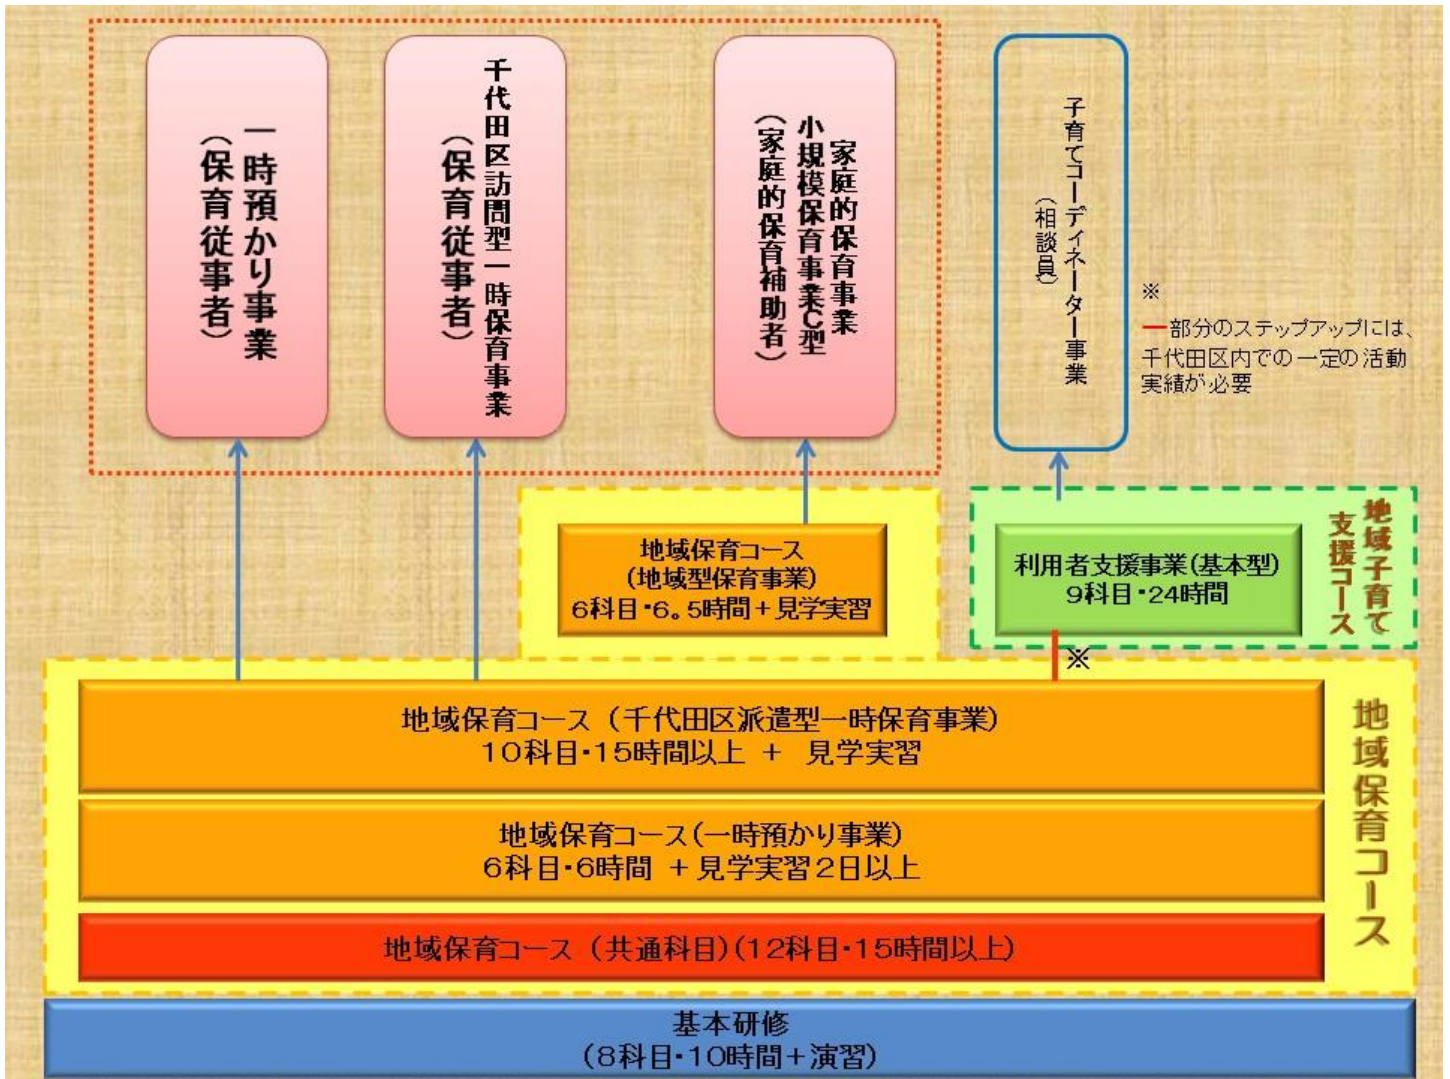 一時預かり事業
（保育従事者）
千代田区訪問型一時保育事業
（保育従事者）
家庭的保育事業
小規模保育事業C型
（家庭的保育補助者）
子育てコーディネーター事業
（相談員）
※
━部分のステップアップには、
千代田区内での一定の活動
実績が必要
地域保育コース
(地域型保育事業)
6科目・6。5時間＋見学実習
利用者支援事業(基本型)
9科目・24時間
地域子育て
支援コース
※
地域保育コース（千代田区派遣型一時保育事業）
10科目・15時間以上 ＋ 見学実習
地域保育コース(一時預かり事業)
6科目・6時間 ＋見学実習2日以上
地域保育コース（共通科目)(12科目・15時間以上)
地域保育コース
基本研修
(8科目・10時間＋演習)